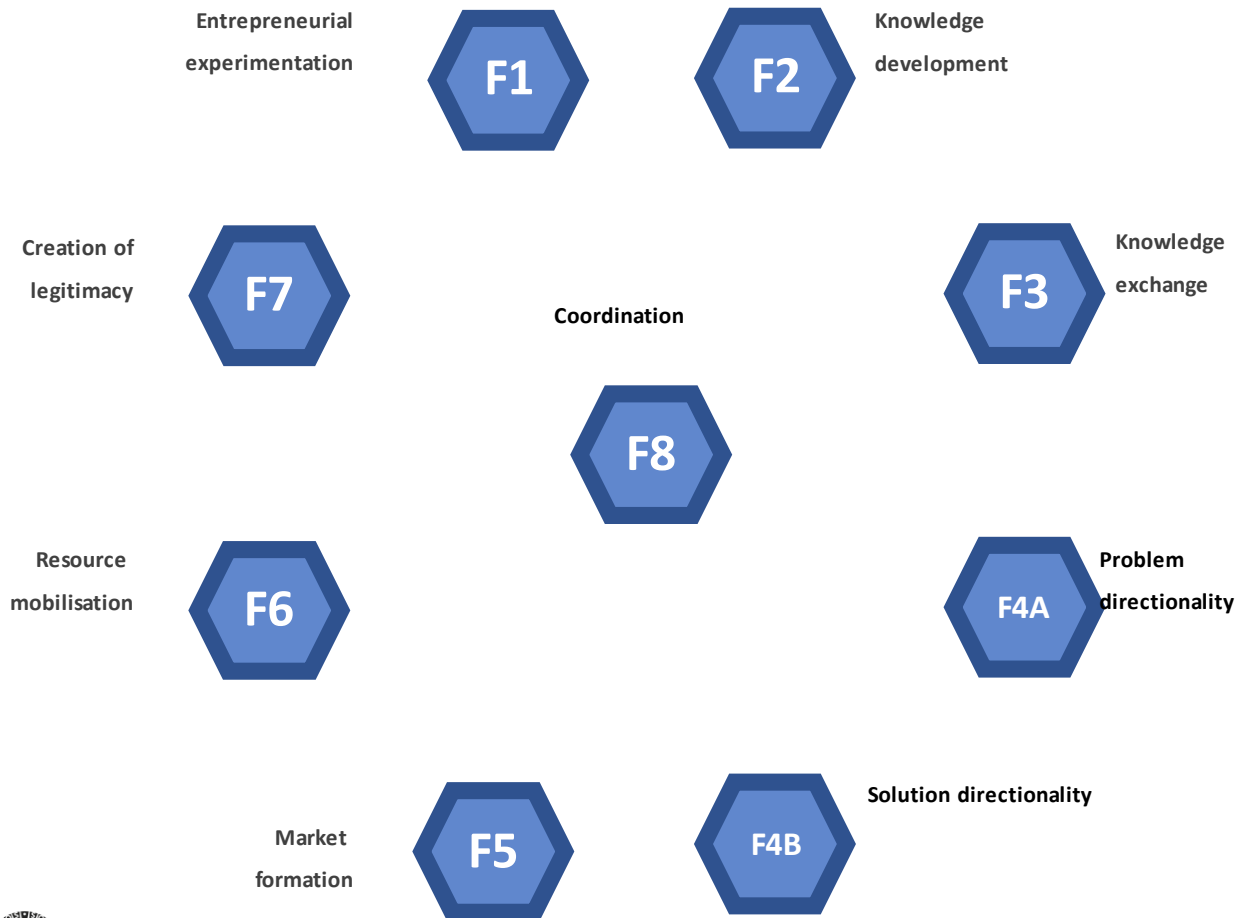 Entrepreneurial
experimentation
F1
F2
Knowledge
development
Creation of
legitimacy
F7
Coordination
F3
Knowledge
exchange
F8
Resource
mobilisation
F6
F4A
Problem
directionality
Market
formation
F5
F4B
Solution directionality